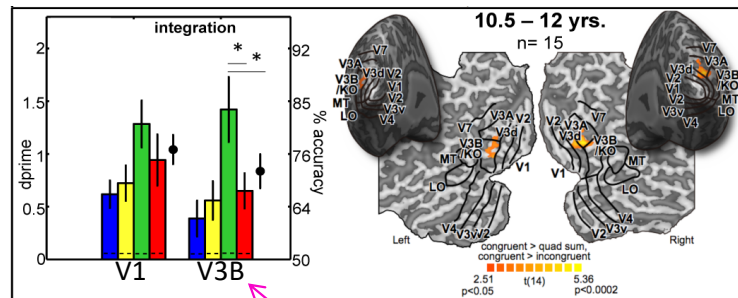 integration
2
1.5
1
0.5
0
dprime
*
*
92
85
76
64
50
% accuracy
V1
V3B
10.5 – 12 yrs.
n= 15
V7
V3A
V3d
V2
V3B
/KO
V1
MT
V2
V3v
LO
V4
V3A
V2
V7
V3d
V3B
/KO
MT
V1
LO
V4
V3v
V2
Left
V2
V3A
V3d
V3B
/KO
V7
MT
V1
LO
V4
V3v
V2
Right
V7
V3A
V3d
V2
V3B
/KO
V1
V2
MT
V3v
LO
V4
congruent > quad sum,
congruent > incongruent
2.51
t(14)
5.36
p<0.05
p<0.0002